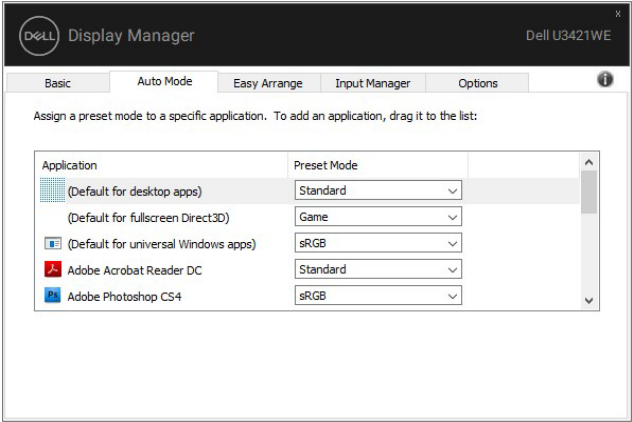 x
DELL Display Manager Dell U3421WE
Basic Auto Mode Easy Arrange Input Manager Options i
Assign a preset mode to a specific application. To add an application, drag it to the list:
Application Preset Mode
(Default for desktop apps) Standard
(Default for fullscreen Direct3D) Game
(Default for universal Windows apps) sRGB
Adobe Acrobat Reader DC Standard
Ps Adobe Photoshop CS4 sRGB